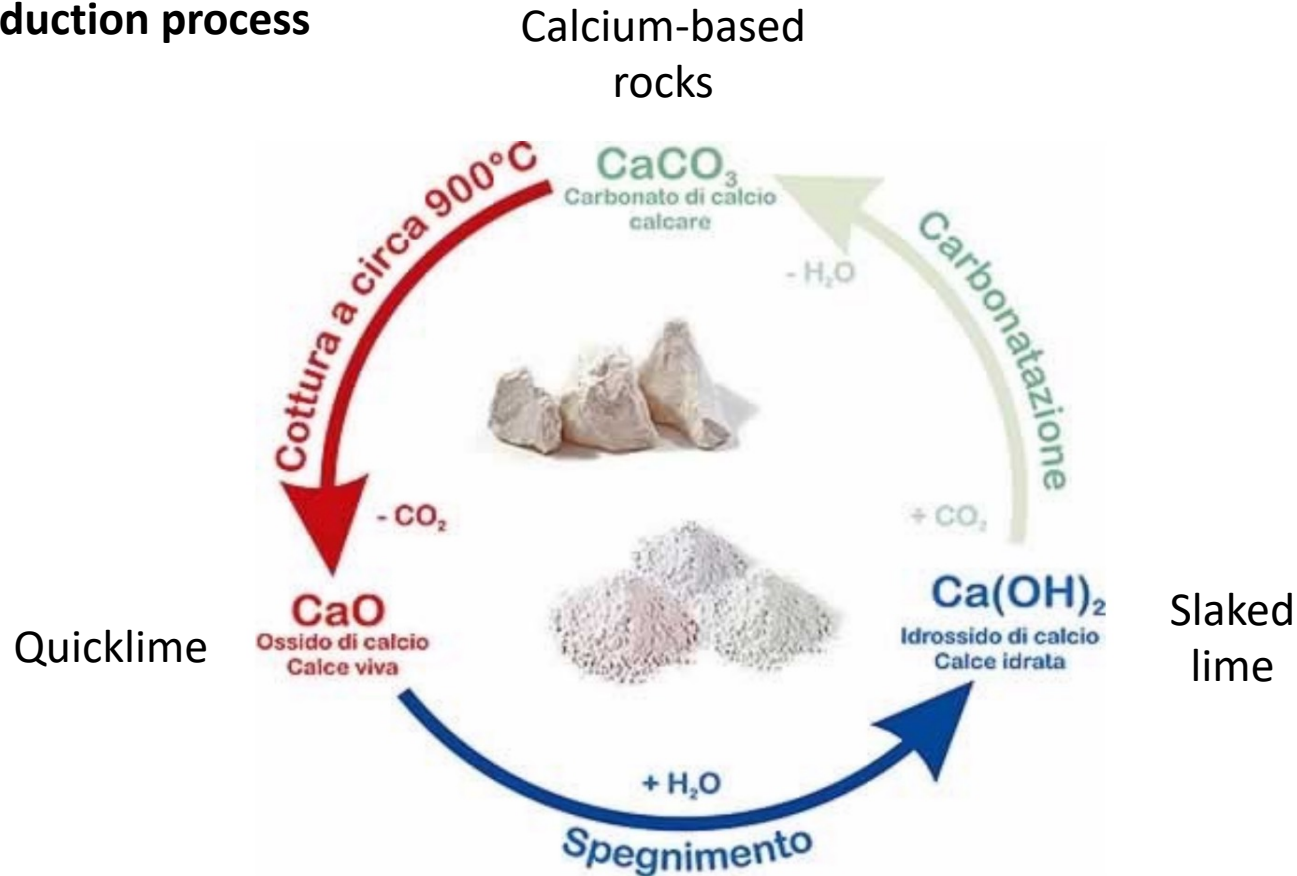 duction process
Calcium-based
rocks
Cottura a circa 900°C
CaCO₃
Carbonato di calcio
calcare
- H₂O
Carbonatazione
- CO₂
+ CO₂
CaO
Ossido di calcio
Calce viva
Quicklime
Ca(OH)₂
Idrossido di calcio
Calce idrata
Slaked
lime
+ H₂O
Spegnimento